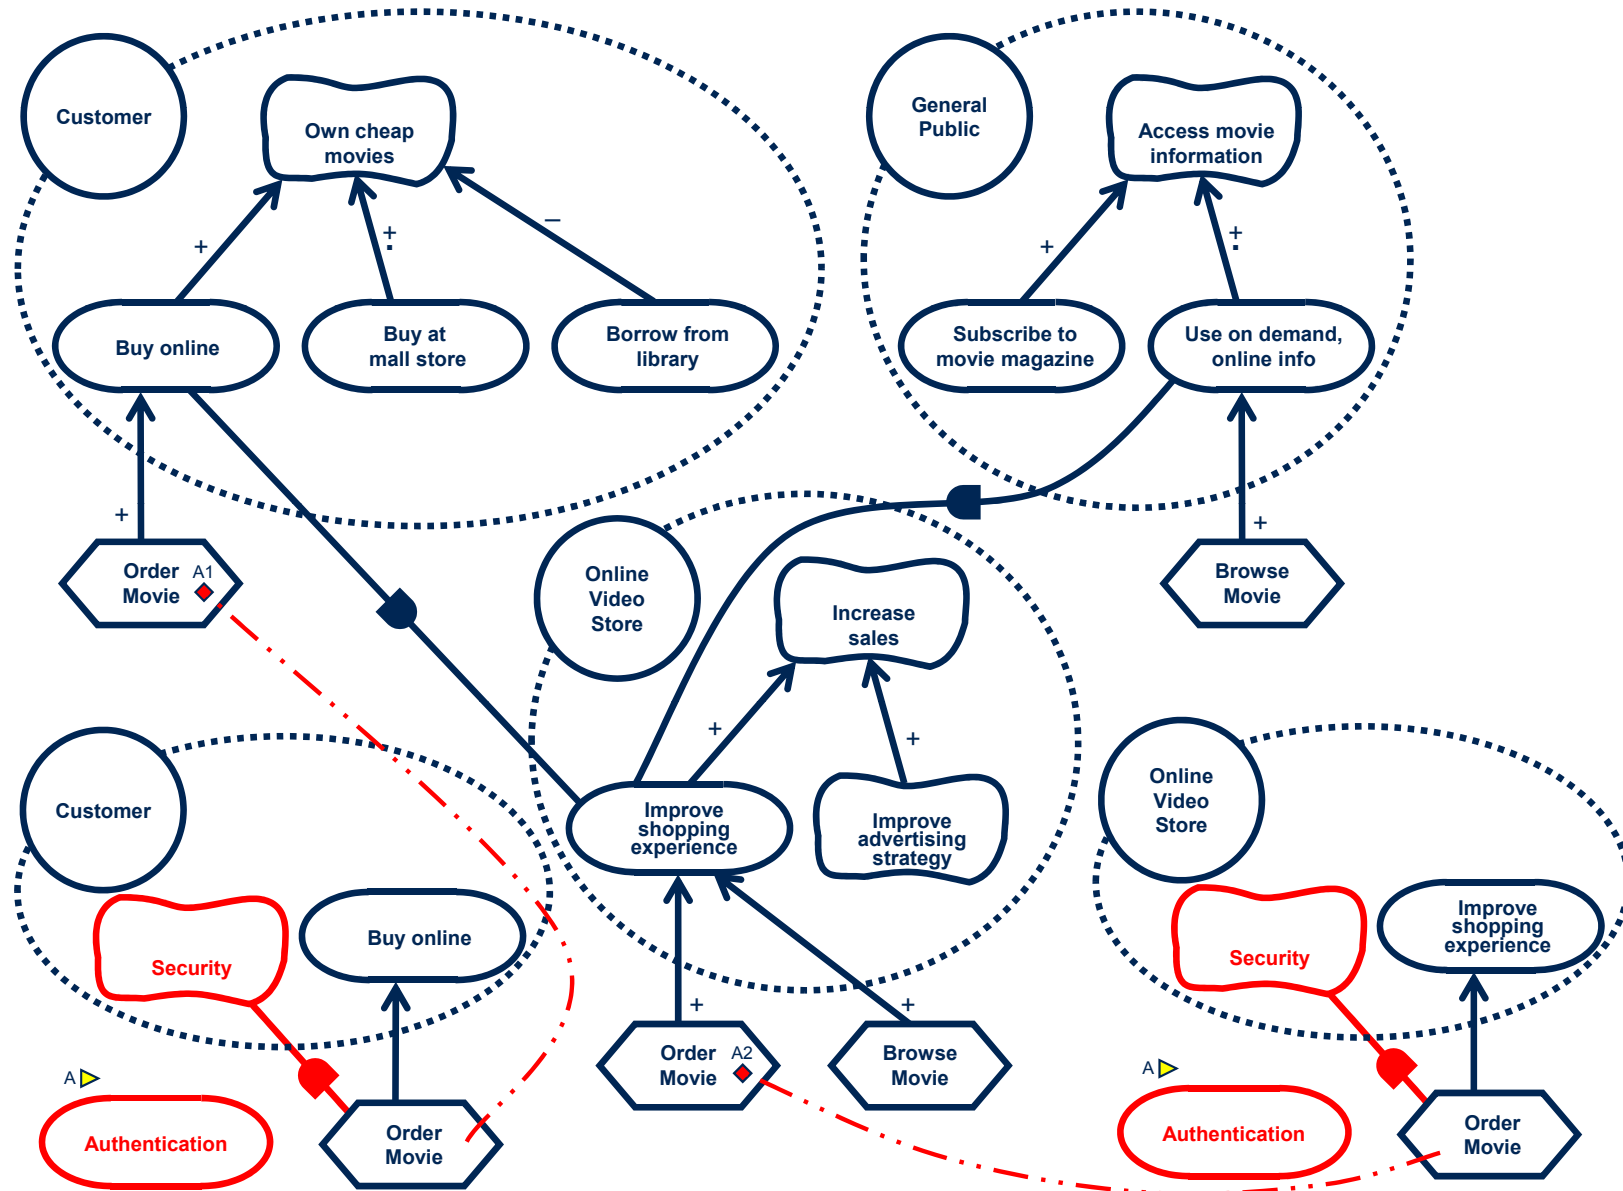 Customer
Own cheap
movies
+
+
·
–
Buy online
Buy at
mall store
Borrow from
library
+
Order
Movie
A1
General
Public
Access movie
information
+
+
·
Subscribe to
movie magazine
Use on demand,
online info
+
Browse
Movie
Online
Video
Store
Increase
sales
+
+
Improve
shopping
experience
Improve
advertising
strategy
+
+
Order
Movie
A2
Browse
Movie
Customer
Security
Buy online
A
Authentication
Order
Movie
Online
Video
Store
Security
Improve
shopping
experience
A
Authentication
Order
Movie